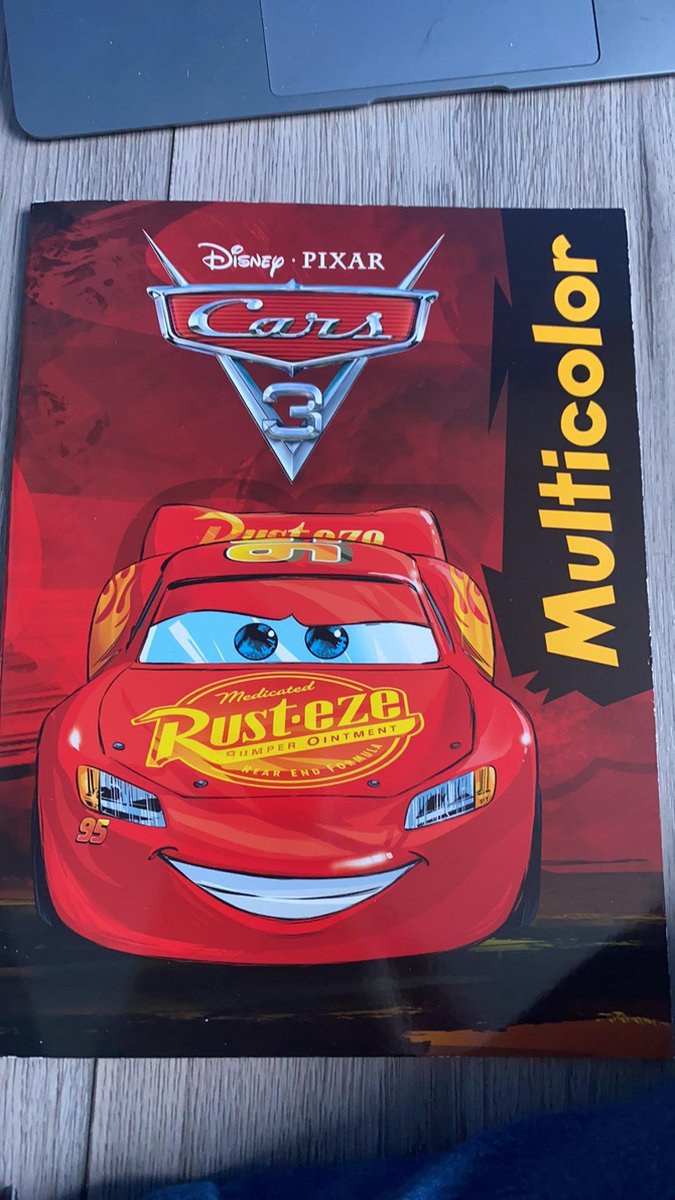 Disney · PIXAR
Cars
3
Multicolor
Rust-eze
Medicated
Rust-eze
BUMPER OINTMENT
REAR END FORMULA
95